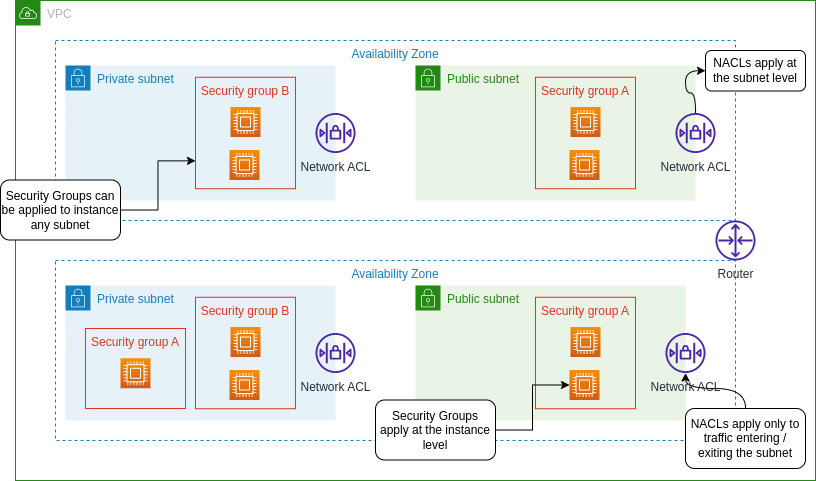 VPC
Availability Zone
Private subnet
Security group B
Network ACL
Public subnet
Security group A
Network ACL
NACLs apply at
the subnet level
Security Groups can
be applied to instance
any subnet
Router
Availability Zone
Private subnet
Security group A
Security group B
Network ACL
Public subnet
Security group A
Network ACL
Security Groups
apply at the instance
level
NACLs apply only to
traffic entering /
exiting the subnet